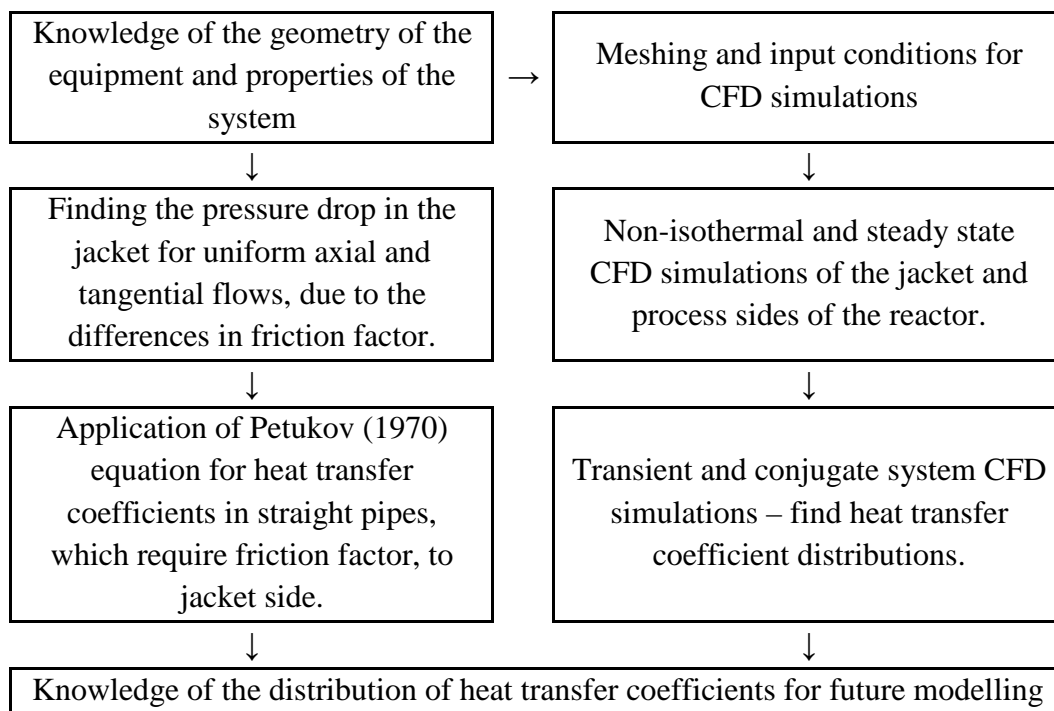 Knowledge of the geometry of the
equipment and properties of the
system
→
Meshing and input conditions for
CFD simulations
↓
↓
Finding the pressure drop in the
jacket for uniform axial and
tangential flows, due to the
differences in friction factor.
Non-isothermal and steady state
CFD simulations of the jacket and
process sides of the reactor.
↓
↓
Application of Petukov (1970)
equation for heat transfer
coefficients in straight pipes,
which require friction factor, to
jacket side.
Transient and conjugate system CFD
simulations – find heat transfer
coefficient distributions.
↓
↓
Knowledge of the distribution of heat transfer coefficients for future modelling